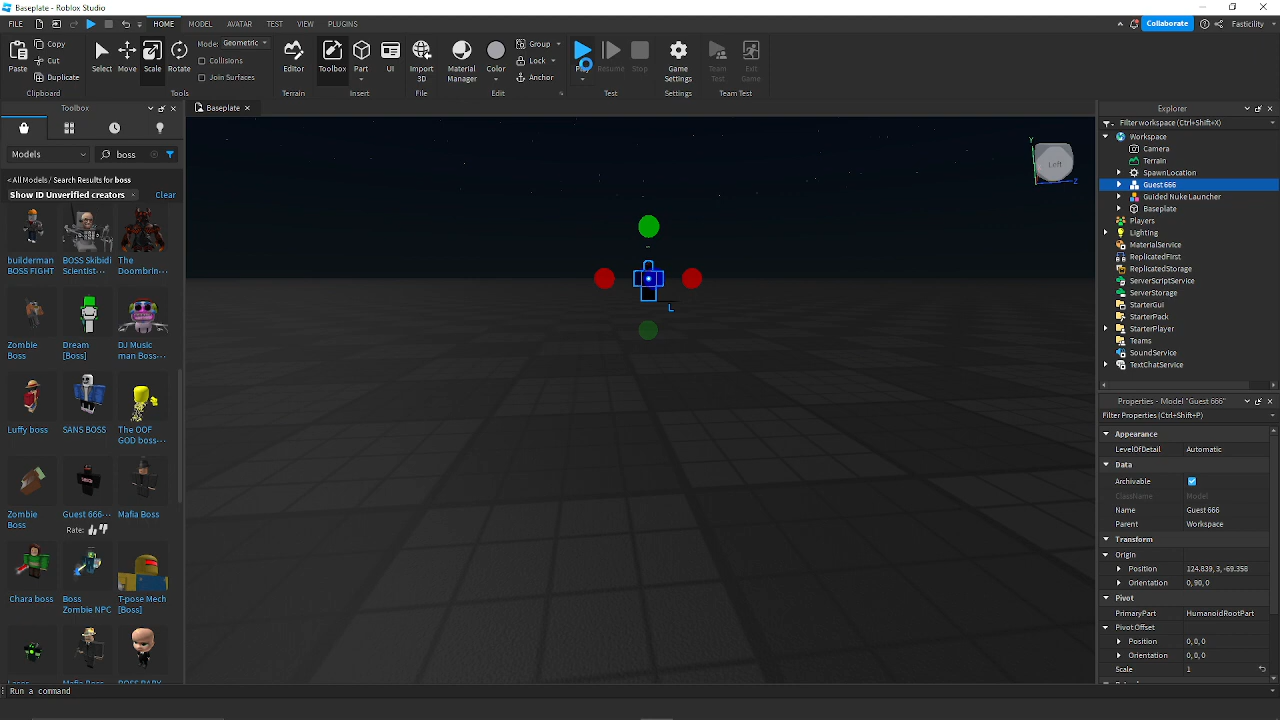 Baseplate - Roblox Studio
FILE
HOME MODEL AVATAR TEST VIEW PLUGINS
Collaborate
Fasticility
Paste
Copy
Cut
Duplicate
Clipboard
Select
Move
Scale
Rotate
Mode: Geometric
Collisions
Join Surfaces
Tools
Editor
Terrain
Toolbox
Part
UI
Insert
Import 3D
File
Material Manager
Color
Group
Lock
Anchor
Edit
Play
Resume
Stop
Test
Game Settings
Settings
Team Test
Exit Game
Team Test
Toolbox
Models
boss
<All Models / Search Results for boss
Show ID Unverified creators
Clear
builderman BOSS FIGHT
BOSS Skibidi Scientist-···
The Doombrin···
Zombie Boss
Dream [Boss]
DJ Music man Boss-··
Luffy boss
SANS BOSS
The OOF GOD boss-··
Zombie Boss
Guest 666-··
Rate:
Mafia Boss
Chara boss
Boss Zombie NPC
T-pose Mech [Boss]
Baseplate
Y
Left
Z
L
Explorer
Filter workspace (Ctrl+Shift+X)
Workspace
Camera
Terrain
SpawnLocation
Guest 666
Guided Nuke Launcher
Baseplate
Players
Lighting
MaterialService
ReplicatedFirst
ReplicatedStorage
ServerScriptService
ServerStorage
StarterGui
StarterPack
StarterPlayer
Teams
SoundService
TextChatService
Properties - Model "Guest 666"
Filter Properties (Ctrl+Shift+P)
Appearance
LevelOfDetail Automatic
Data
Archivable
ClassName Model
Name Guest 666
Parent Workspace
Transform
Origin
Position 124.839, 3, -69.358
Orientation 0, 90, 0
Pivot
PrimaryPart HumanoidRootPart
Pivot Offset
Position 0, 0, 0
Orientation 0, 0, 0
Scale 1
Run a command